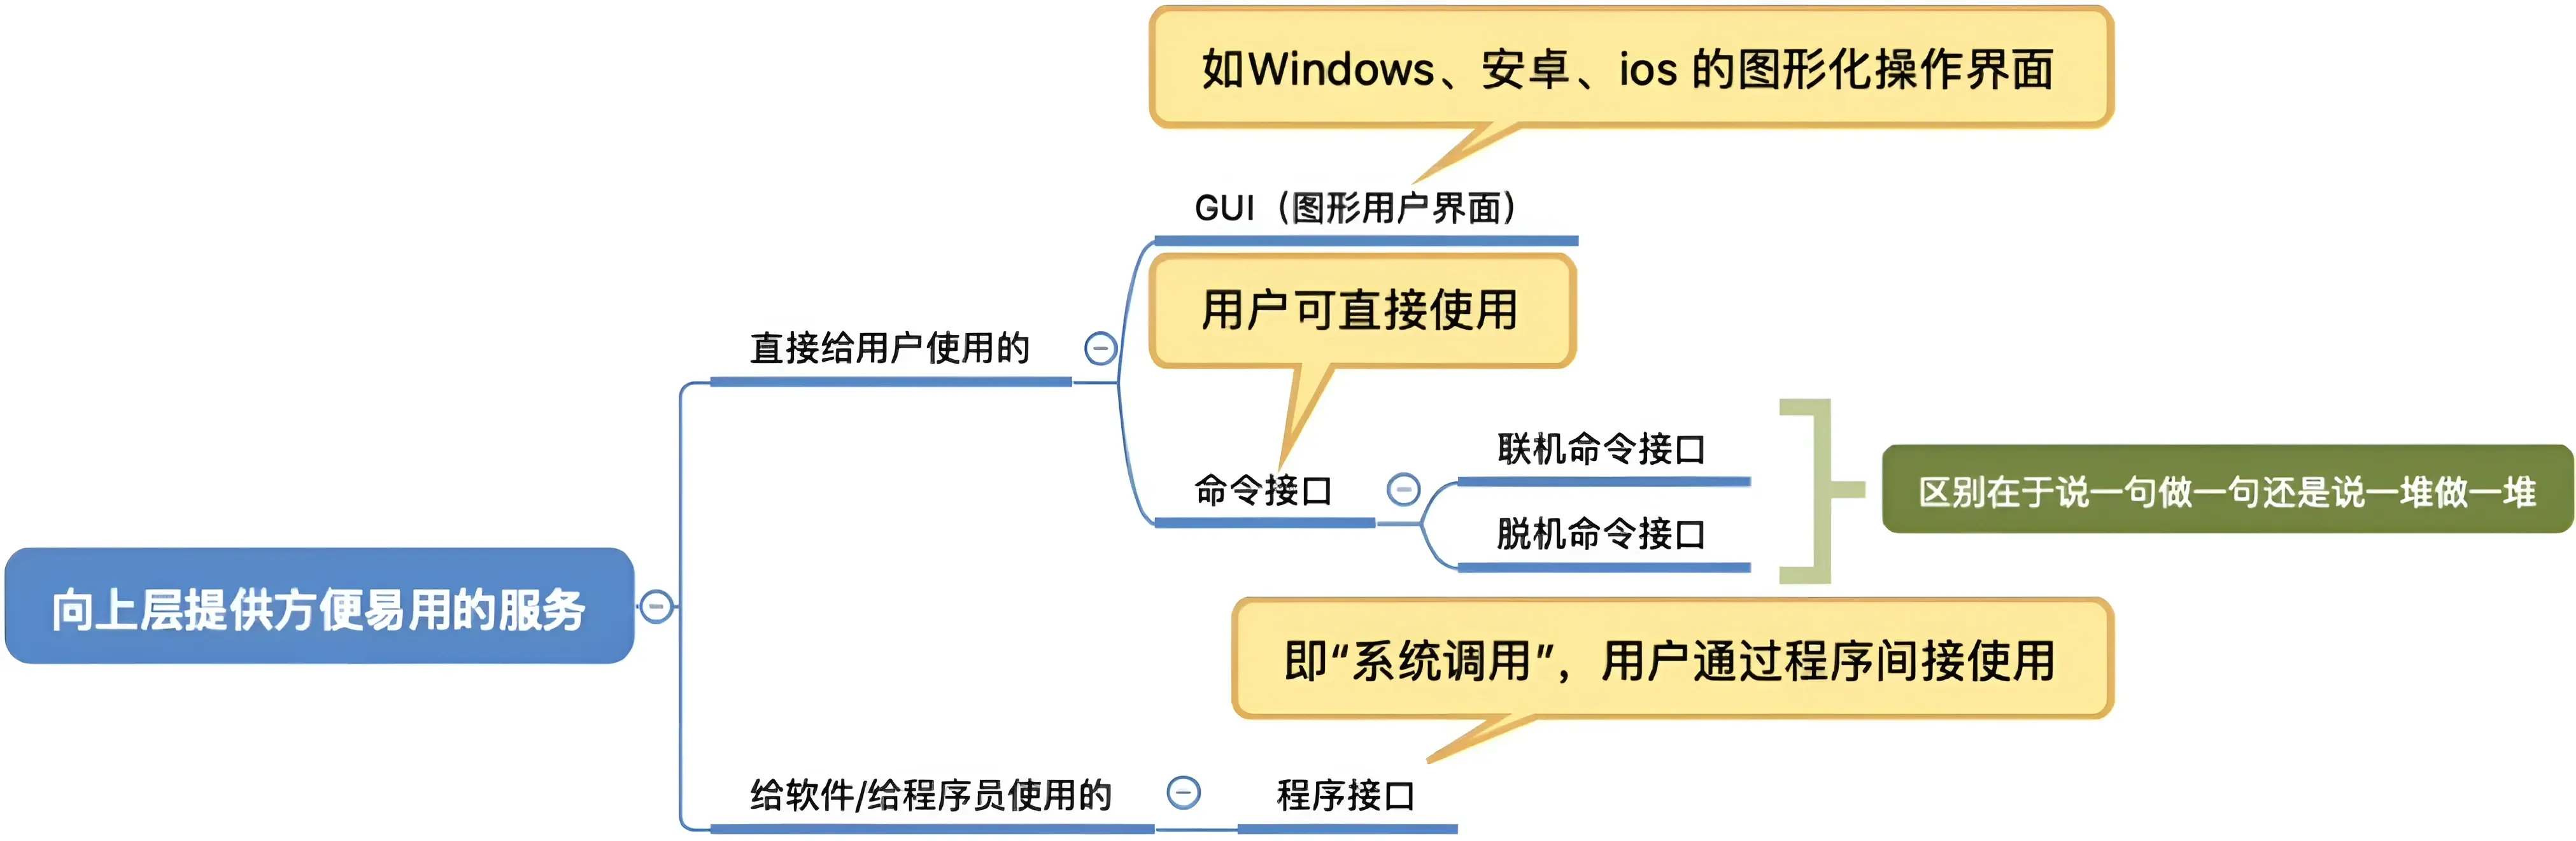 如Windows、安卓、ios 的图形化操作界面
GUI（图形用户界面）
用户可直接使用
直接给用户使用的
联机命令接口
命令接口
区别在于说一句做一句还是说一堆做一堆
脱机命令接口
向上层提供方便易用的服务
即“系统调用”，用户通过程序间接使用
给软件/给程序员使用的
程序接口